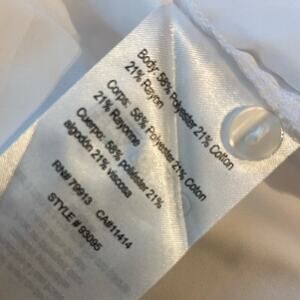 Body: 58% Polyester 21% Cotton
21% Rayon
Corps: 58% Polyester 21% Coton
21% Rayonne
Cuerpo: 58% poliéster 21%
algodón 21% viscosa
RN# 79913 CA#11414
STYLE # 93095